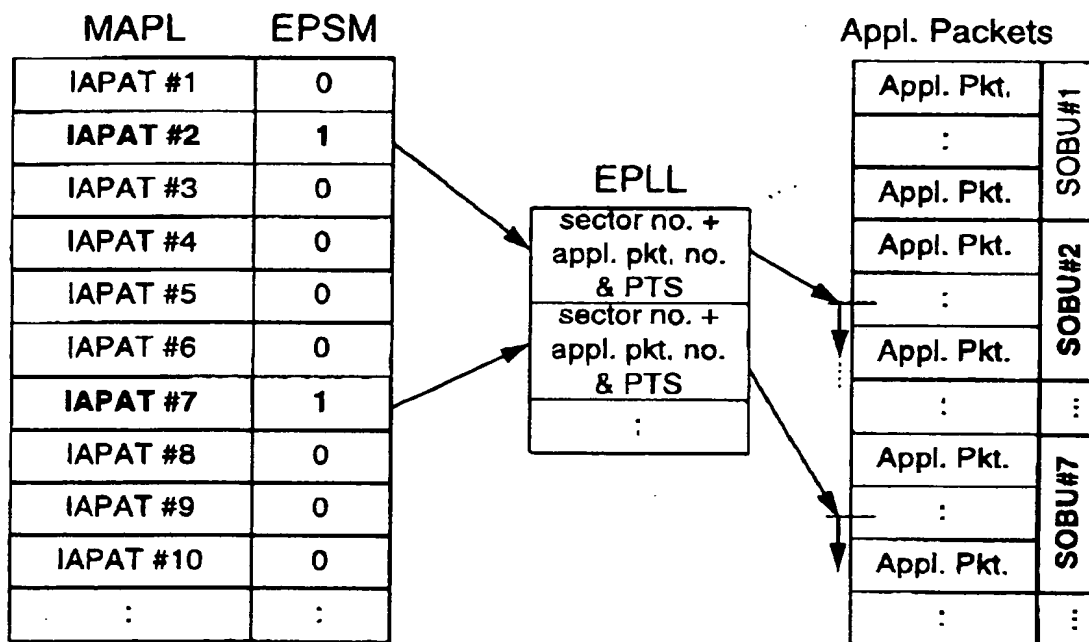 MAPL EPSM
IAPAT #1 0
IAPAT #2 1
IAPAT #3 0
IAPAT #4 0
IAPAT #5 0
IAPAT #6 0
IAPAT #7 1
IAPAT #8 0
IAPAT #9 0
IAPAT #10 0
: :
EPLL
sector no. +
appl. pkt. no.
& PTS
sector no. +
appl. pkt. no.
& PTS
:
Appl. Packets
Appl. Pkt.
:
Appl. Pkt.
SOBU#1
Appl. Pkt.
:
Appl. Pkt.
SOBU#2
: ...
Appl. Pkt.
:
Appl. Pkt.
SOBU#7
: ...